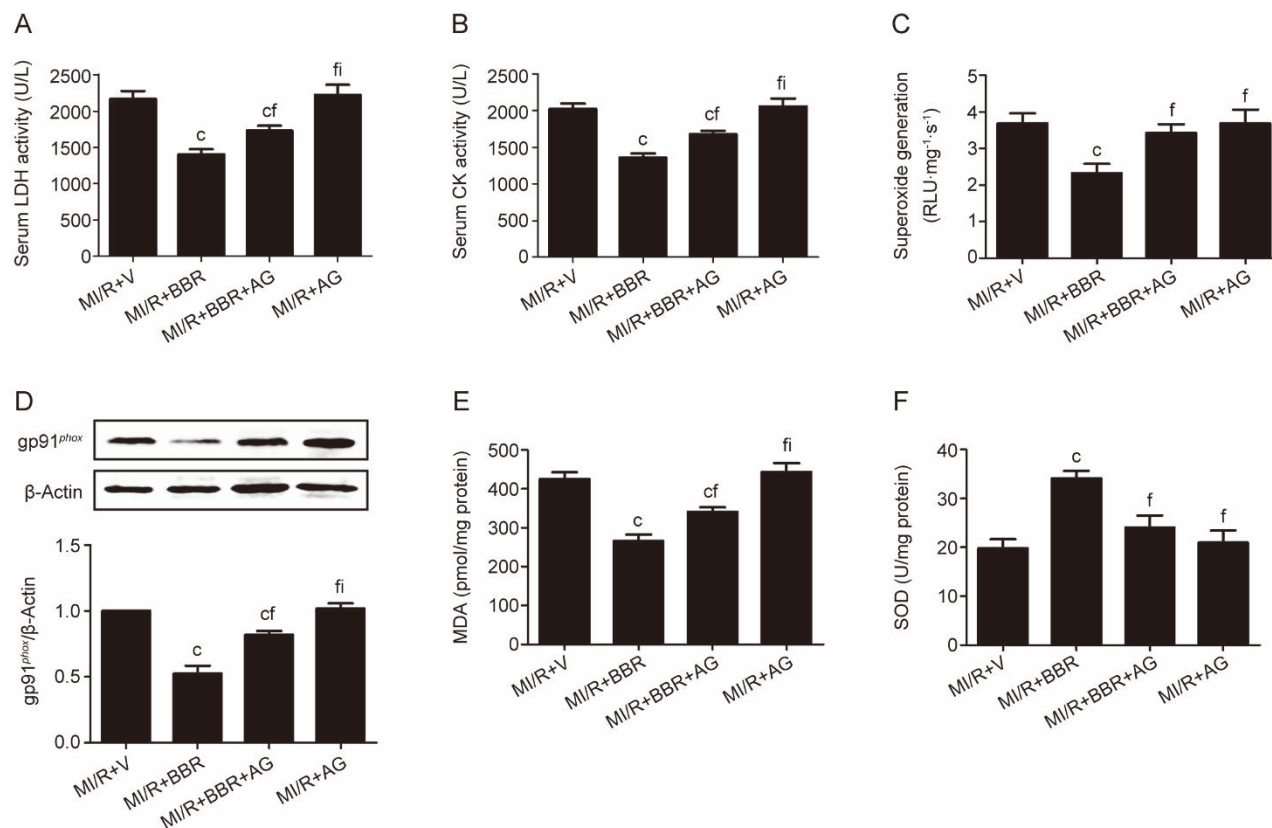 A
Serum LDH activity (U/L)
2500
2000
1500
1000
500
0
c
cf
fi
MI/R+V
MI/R+BBR
MI/R+BBR+AG
MI/R+AG
B
Serum CK activity (U/L)
2500
2000
1500
1000
500
0
c
cf
fi
MI/R+V
MI/R+BBR
MI/R+BBR+AG
MI/R+AG
C
Superoxide generation
(RLU·mg⁻¹·s⁻¹)
5
4
3
2
1
0
c
f
f
MI/R+V
MI/R+BBR
MI/R+BBR+AG
MI/R+AG
D
gp91phox
β-Actin
gp91phox/β-Actin
1.5
1.0
0.5
0.0
c
cf
fi
MI/R+V
MI/R+BBR
MI/R+BBR+AG
MI/R+AG
E
MDA (pmol/mg protein)
500
400
300
200
100
0
c
cf
fi
MI/R+V
MI/R+BBR
MI/R+BBR+AG
MI/R+AG
F
SOD (U/mg protein)
40
30
20
10
0
c
f
f
MI/R+V
MI/R+BBR
MI/R+BBR+AG
MI/R+AG